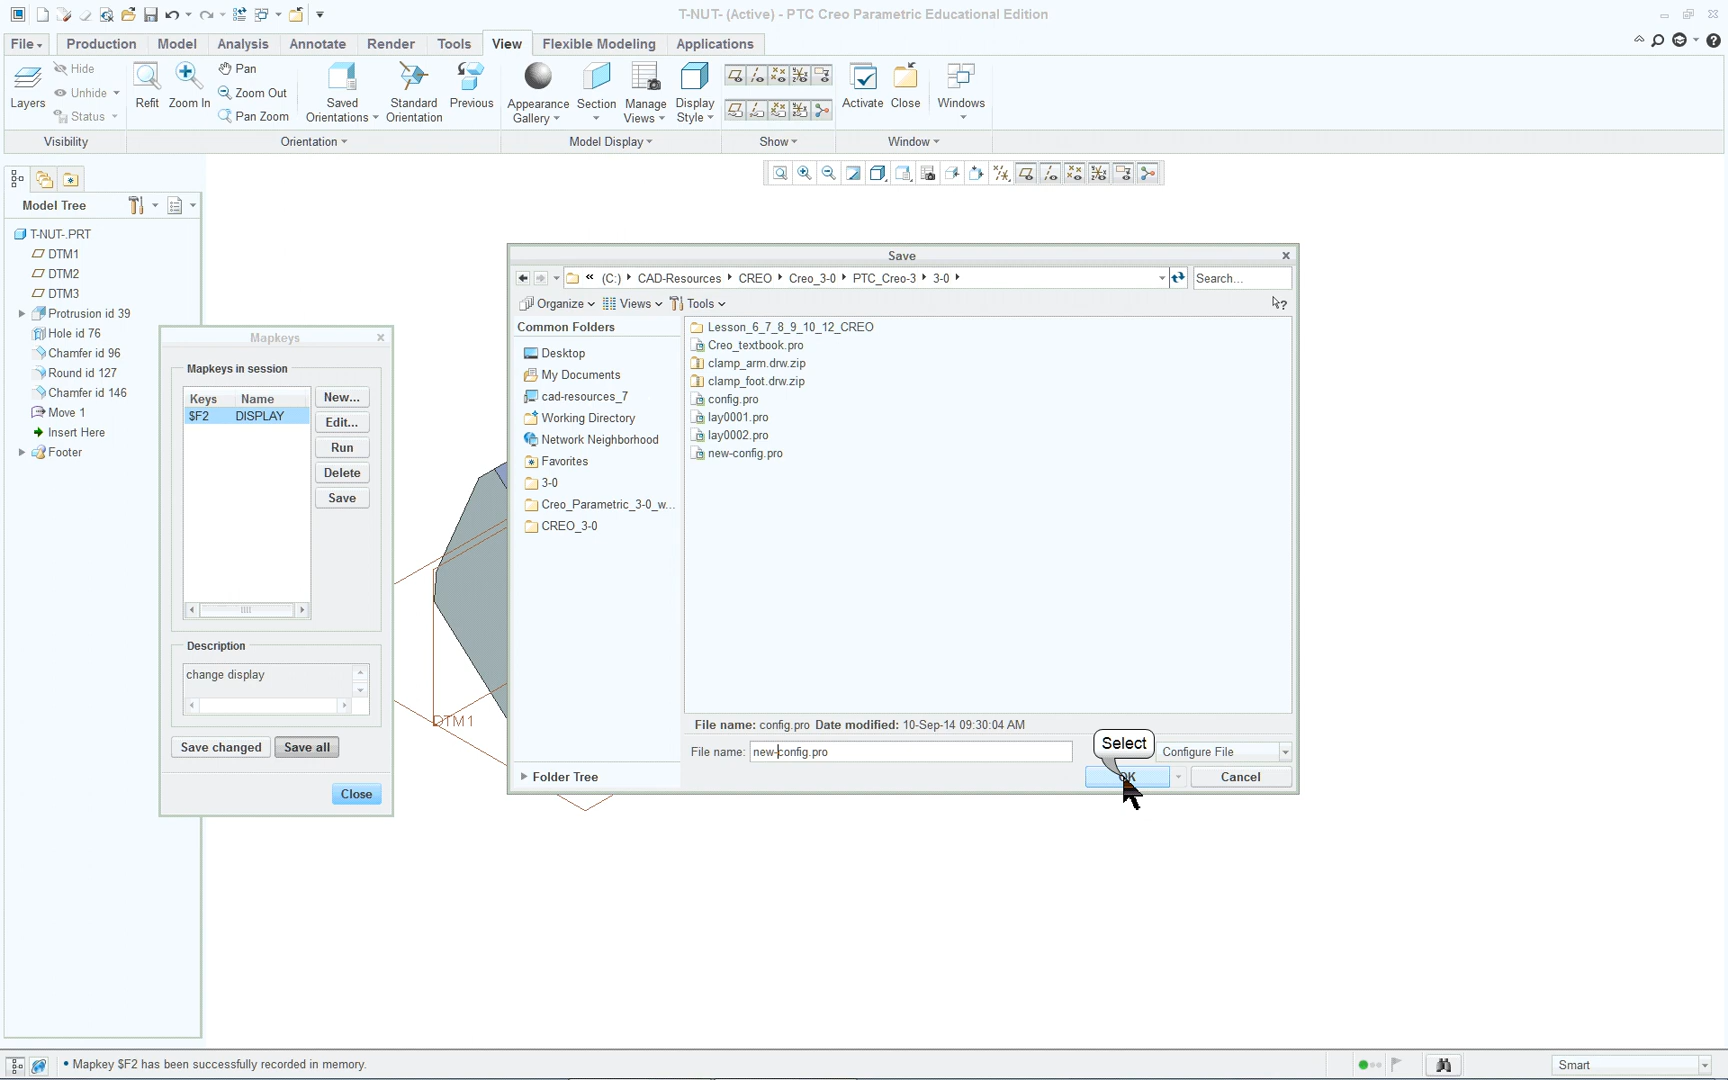 T-NUT- (Active) - PTC Creo Parametric Educational Edition
File Production Model Analysis Annotate Render Tools View Flexible Modeling Applications
Layers
Hide
Unhide
Status
Refit
Zoom In
Pan
Zoom Out
Pan Zoom
Saved Orientations
Standard Orientation
Previous
Appearance Gallery
Section
Manage Views
Display Style
Activate
Close
Windows
Visibility
Orientation
Model Display
Show
Window
Model Tree
T-NUT-.PRT
DTM1
DTM2
DTM3
Protrusion id 39
Hole id 76
Chamfer id 96
Round id 127
Chamfer id 146
Move 1
Insert Here
Footer
Mapkeys
Mapkeys in session
Keys Name
$F2 DISPLAY
New...
Edit...
Run
Delete
Save
Description
change display
Save changed
Save all
Close
DTM1
Save
« (C:) CAD-Resources CREO Creo_3-0 PTC_Creo-3 3-0
Search...
Organize Views Tools
Common Folders
Desktop
My Documents
cad-resources_7
Working Directory
Network Neighborhood
Favorites
3-0
Creo_Parametric_3-0_w...
CREO_3-0
Folder Tree
Lesson_6_7_8_9_10_12_CREO
Creo_textbook.pro
clamp_arm.drw.zip
clamp_foot.drw.zip
config.pro
lay0001.pro
lay0002.pro
new-config.pro
File name: config.pro Date modified: 10-Sep-14 09:30:04 AM
File name: new-config.pro
Select
Configure File
OK
Cancel
• Mapkey $F2 has been successfully recorded in memory.
Smart